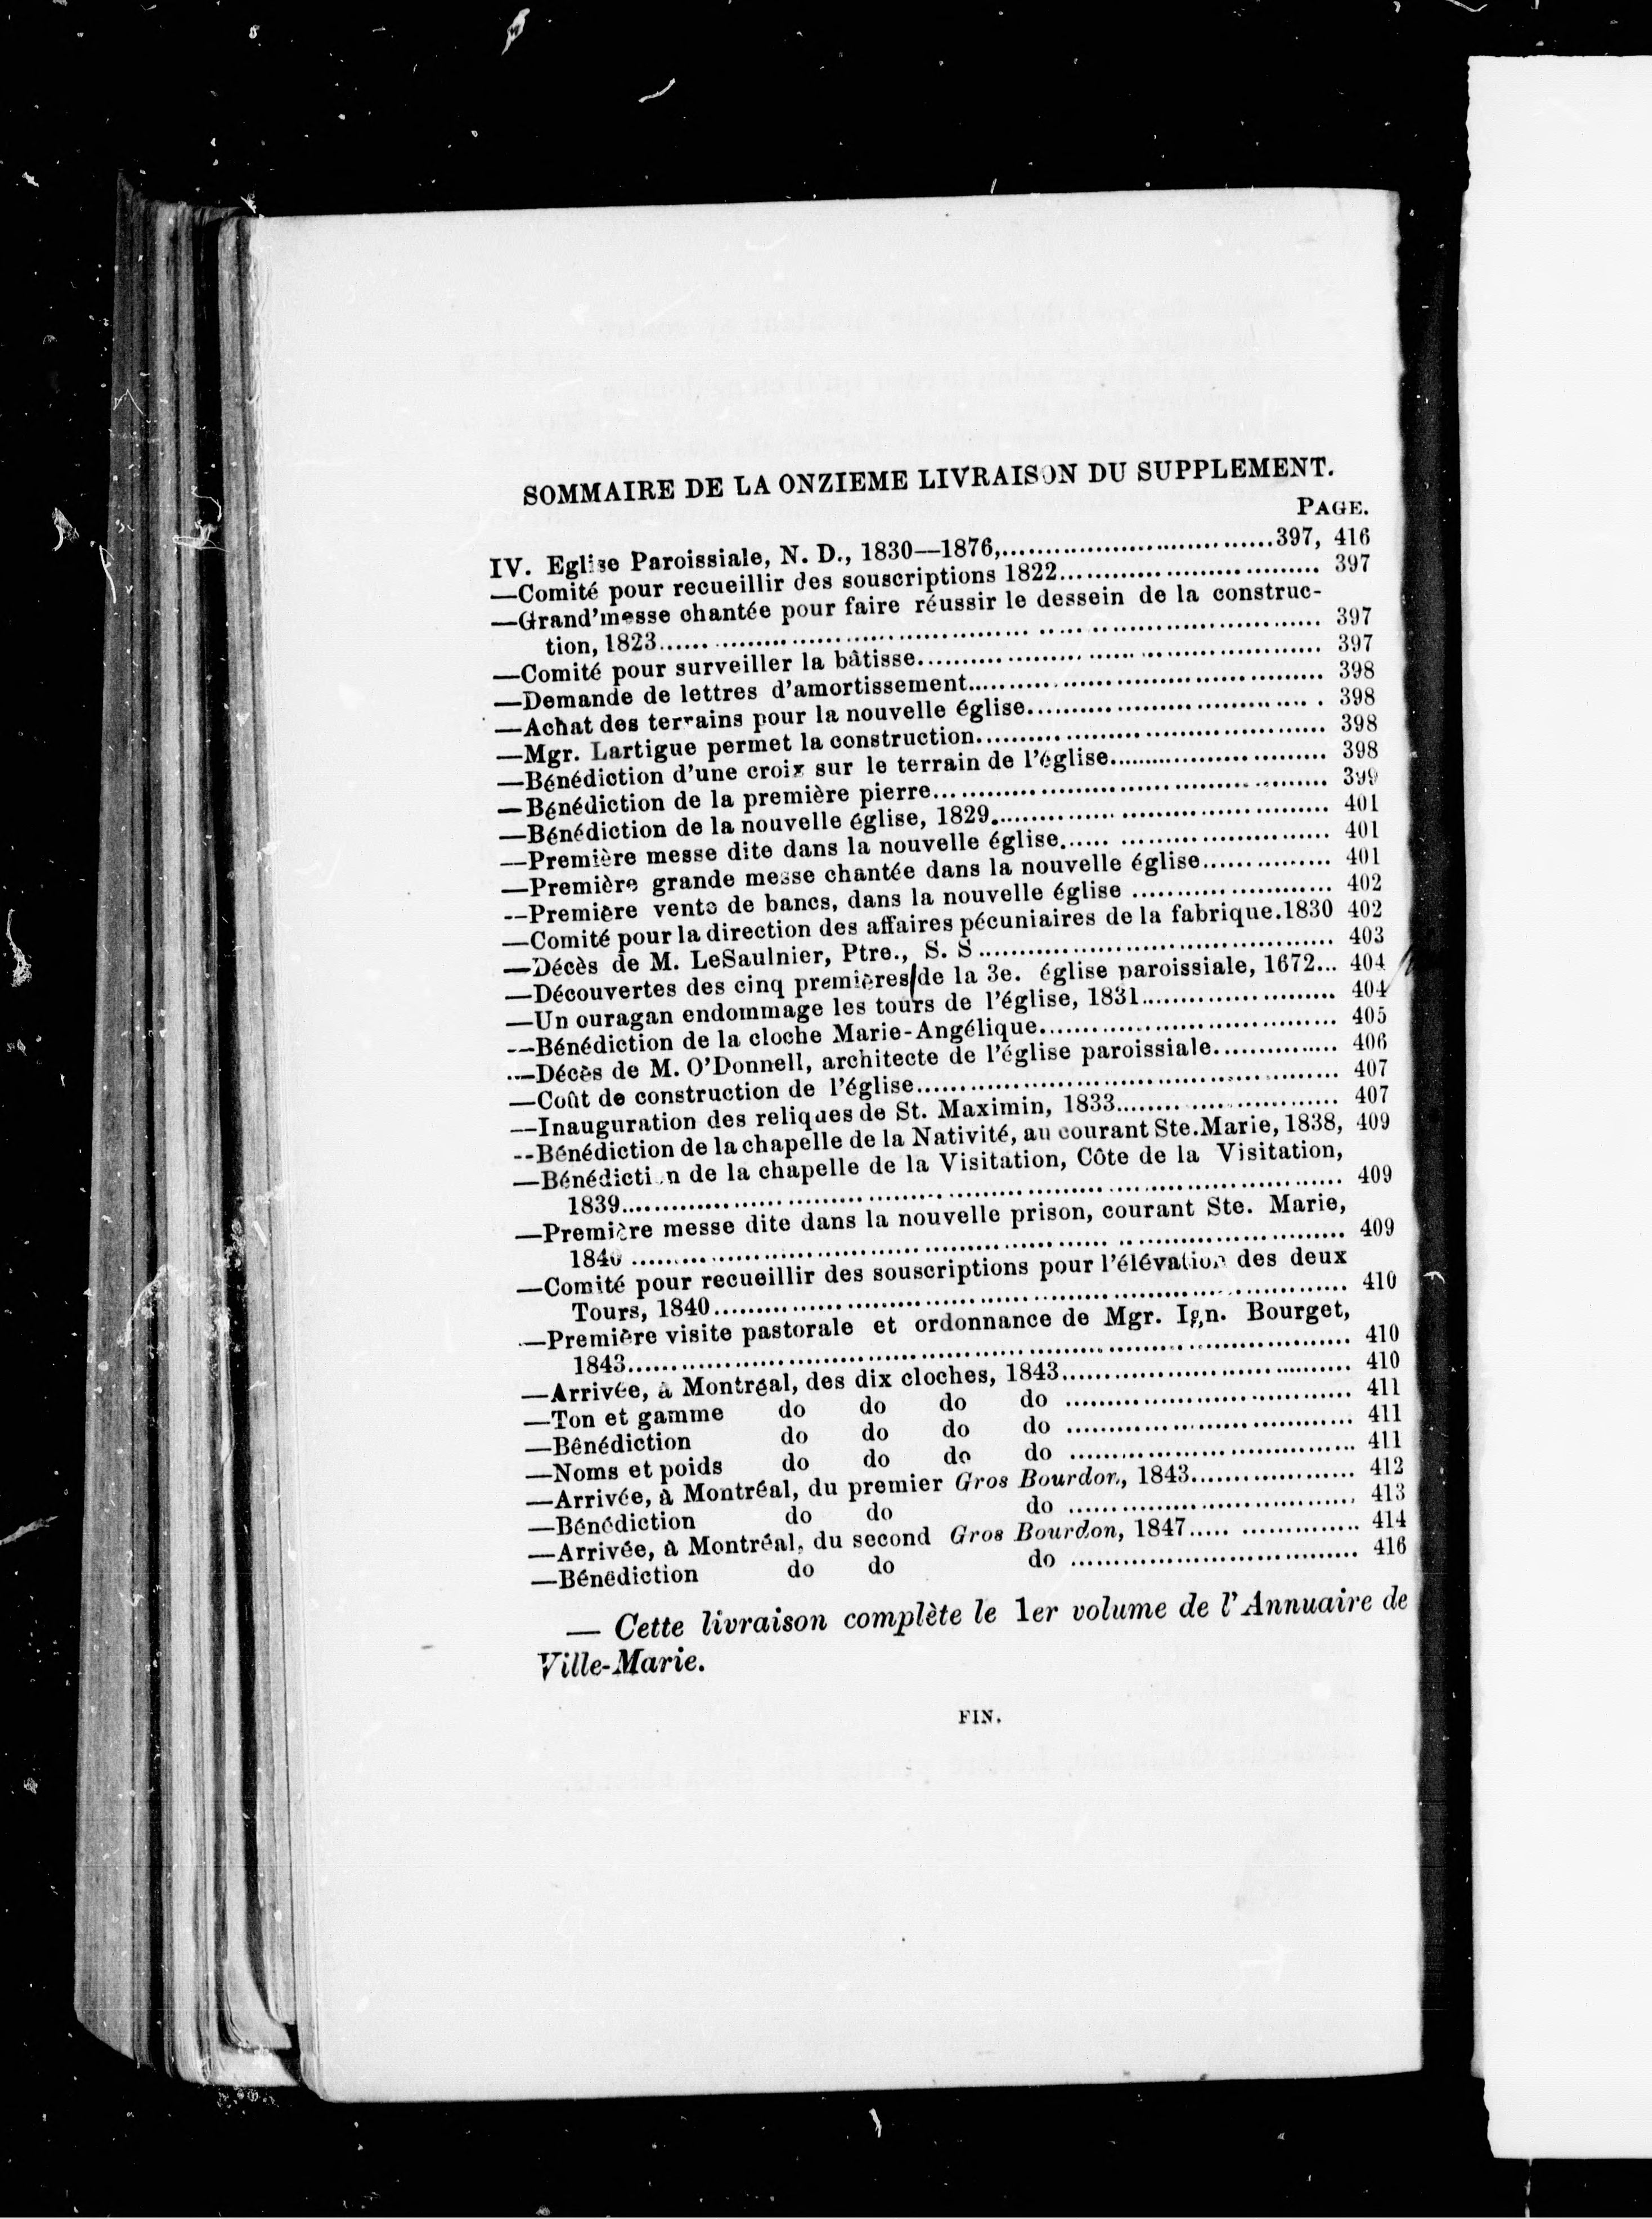 SOMMAIRE DE LA ONZIEME LIVRAISON DU SUPPLEMENT.
PAGE.
IV. Eglise Paroissiale, N. D., 1830—1876,..............................397, 416
—Comité pour recueillir des souscriptions 1822.............................. 397
—Grand'messe chantée pour faire réussir le dessein de la construc-
tion, 1823.............................. 397
—Comité pour surveiller la bâtisse.............................. 397
—Demande de lettres d'amortissement.............................. 398
—Achat des terrains pour la nouvelle église.............................. 398
—Mgr. Lartigue permet la construction.............................. 398
—Bénédiction d'une croix sur le terrain de l'église.............................. 398
—Bénédiction de la première pierre.............................. 399
—Bénédiction de la nouvelle église, 1829.............................. 401
—Première messe dite dans la nouvelle église.............................. 401
—Première grande messe chantée dans la nouvelle église............... 401
--Première vente de bancs, dans la nouvelle église ........................ 402
—Comité pour la direction des affaires pécuniaires de la fabrique.1830 402
—Décès de M. LeSaulnier, Ptre., S. S.............................. 403
—Découvertes des cinq premières/de la 3e. église paroissiale, 1672... 404
—Un ouragan endommage les tours de l'église, 1831........................ 404
--Bénédiction de la cloche Marie-Angélique.............................. 405
--Décès de M. O'Donnell, architecte de l'église paroissiale............... 406
—Coût de construction de l'église.............................. 407
—Inauguration des reliques de St. Maximin, 1833........................ 407
--Bénédiction de la chapelle de la Nativité, au courant Ste. Marie, 1838, 409
—Bénédicti n de la chapelle de la Visitation, Côte de la Visitation,
1839.............................. 409
—Première messe dite dans la nouvelle prison, courant Ste. Marie,
1840 .............................. 409
—Comité pour recueillir des souscriptions pour l'élévation des deux
Tours, 1840.............................. 410
—Première visite pastorale et ordonnance de Mgr. Ign. Bourget,
1843.............................. 410
—Arrivée, à Montréal, des dix cloches, 1843.............................. 410
—Ton et gamme do do do do .............................. 411
—Bênédiction do do do do .............................. 411
—Noms et poids do do do do .............................. 411
—Arrivée, à Montréal, du premier Gros Bourdon, 1843.................... 412
—Bénédiction do do do .............................. 413
—Arrivée, à Montréal, du second Gros Bourdon, 1847..... .............. 414
—Bénédiction do do do .............................. 416
— Cette livraison complète le 1er volume de l'Annuaire de
Ville-Marie.
FIN.